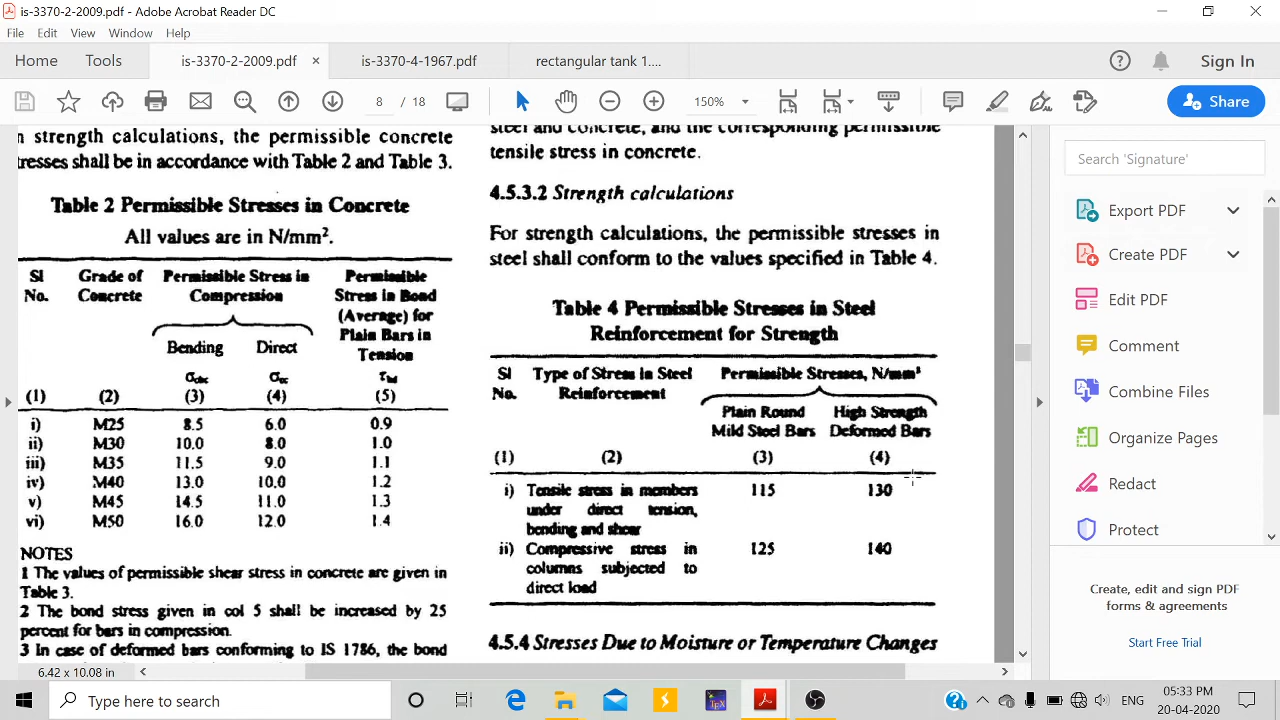 is-3370-2-2009.pdf - Adobe Acrobat Reader DC
File Edit View Window Help
Home Tools is-3370-2-2009.pdf × is-3370-4-1967.pdf rectangular tank 1....
Sign In
8 / 18 150% Share
n strength calculations, the permissible concrete
tresses shall be in accordance with Table 2 and Table 3.
Table 2 Permissible Stresses in Concrete
All values are in N/mm².
Sl No. Grade of Concrete Permissible Stress in Compression Permissible Stress in Bond (Average) for Plain Bars in Tension
Bending Direct
σcbc σcc τbd
(1) (2) (3) (4) (5)
i) M25 8.5 6.0 0.9
ii) M30 10.0 8.0 1.0
iii) M35 11.5 9.0 1.1
iv) M40 13.0 10.0 1.2
v) M45 14.5 11.0 1.3
vi) M50 16.0 12.0 1.4
NOTES
1 The values of permissible shear stress in concrete are given in
Table 3.
2 The bond stress given in col 5 shall be increased by 25
percent for bars in compression.
3 In case of deformed bars conforming to IS 1786, the bond
steel and concrete, and the corresponding permissible
tensile stress in concrete.
4.5.3.2 Strength calculations
For strength calculations, the permissible stresses in
steel shall conform to the values specified in Table 4.
Table 4 Permissible Stresses in Steel
Reinforcement for Strength
Sl Type of Stress in Steel Permissible Stresses, N/mm²
No. Reinforcement
Plain Round High Strength
Mild Steel Bars Deformed Bars
(1) (2) (3) (4)
i) Tensile stress in members 115 130
under direct tension,
bending and shear
ii) Compressive stress in 125 140
columns subjected to
direct load
4.5.4 Stresses Due to Moisture or Temperature Changes
6.42 x 10.08 in
Search 'Signature'
Export PDF
Create PDF
Edit PDF
Comment
Combine Files
Organize Pages
Redact
Protect
Create, edit and sign PDF
forms & agreements
Start Free Trial
Type here to search
ENG
05:33 PM
20-04-2020